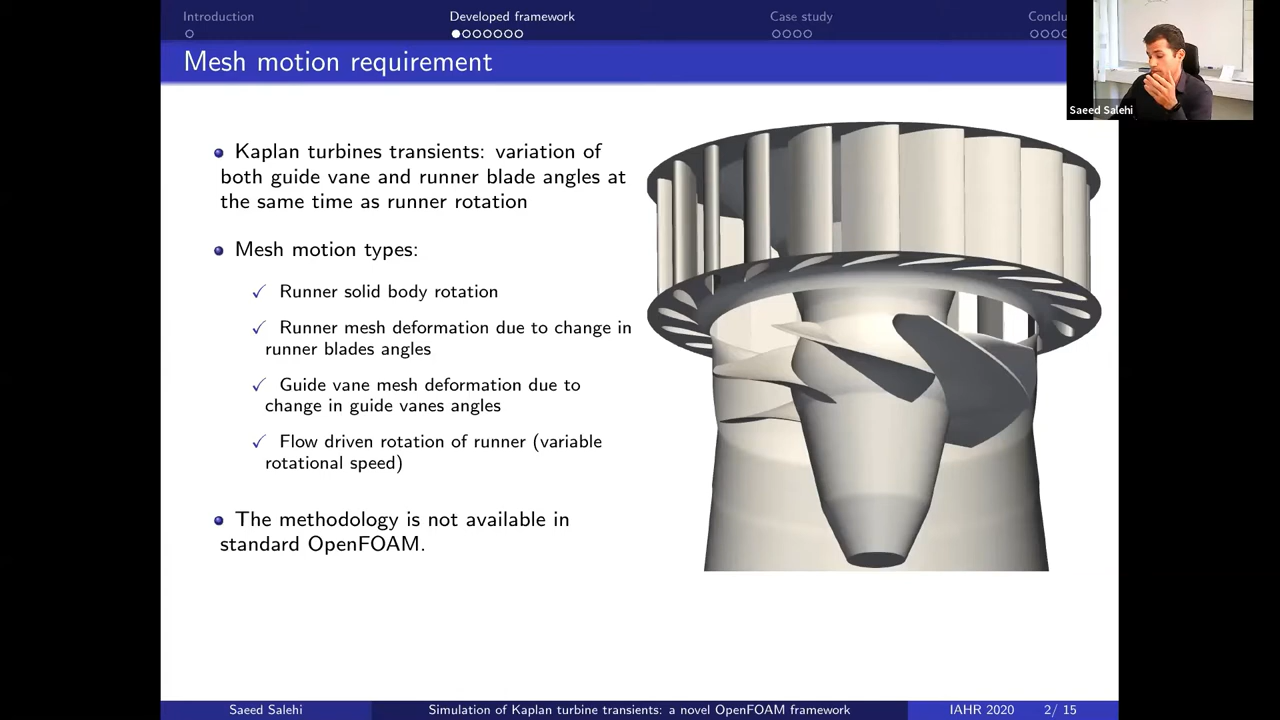 Introduction
Developed framework
Case study
Conclu
Mesh motion requirement
Saeed Salehi
Kaplan turbines transients: variation of
both guide vane and runner blade angles at
the same time as runner rotation
Mesh motion types:
✓ Runner solid body rotation
✓ Runner mesh deformation due to change in
runner blades angles
✓ Guide vane mesh deformation due to
change in guide vanes angles
✓ Flow driven rotation of runner (variable
rotational speed)
The methodology is not available in
standard OpenFOAM.
Saeed Salehi
Simulation of Kaplan turbine transients: a novel OpenFOAM framework
IAHR 2020
2/ 15